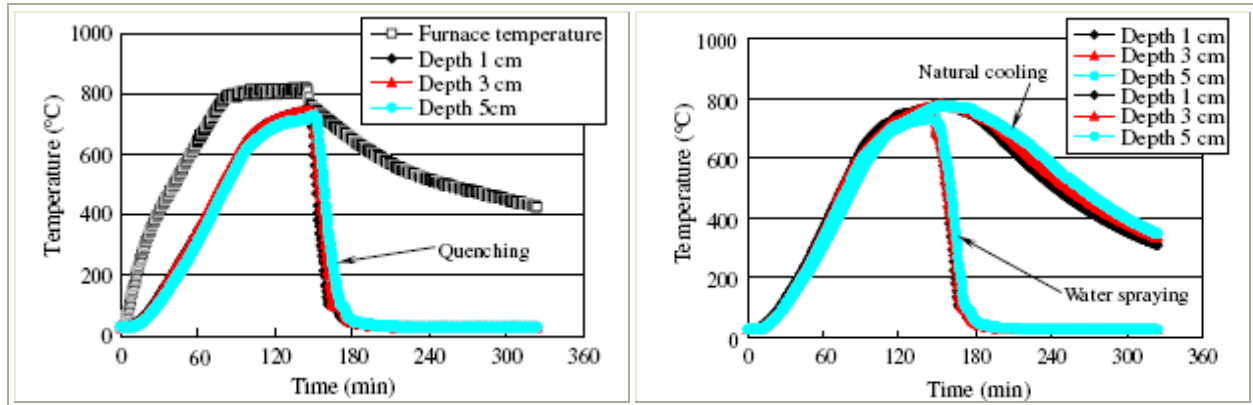 1000
800
600
400
200
0
Temperature (°C)
Furnace temperature
Depth 1 cm
Depth 3 cm
Depth 5cm
Quenching
0 60 120 180 240 300 360
Time (min)
1000
800
600
400
200
0
Temperature (°C)
Depth 1 cm
Depth 3 cm
Depth 5 cm
Depth 1 cm
Depth 3 cm
Depth 5 cm
Natural cooling
Water spraying
0 60 120 180 240 300 360
Time (min)